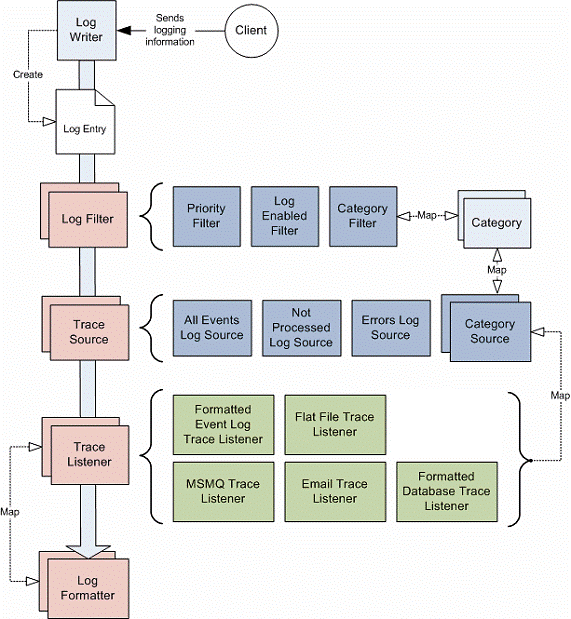 Log
Writer
Sends
logging
information
Client
Create
Log Entry
Log Filter
Priority
Filter
Log
Enabled
Filter
Category
Filter
Map
Category
Map
Trace
Source
All Events
Log Source
Not
Processed
Log Source
Errors Log
Source
Category
Source
Map
Trace
Listener
Formatted
Event Log
Trace Listener
Flat File Trace
Listener
MSMQ Trace
Listener
Email Trace
Listener
Formatted
Database Trace
Listener
Map
Log
Formatter